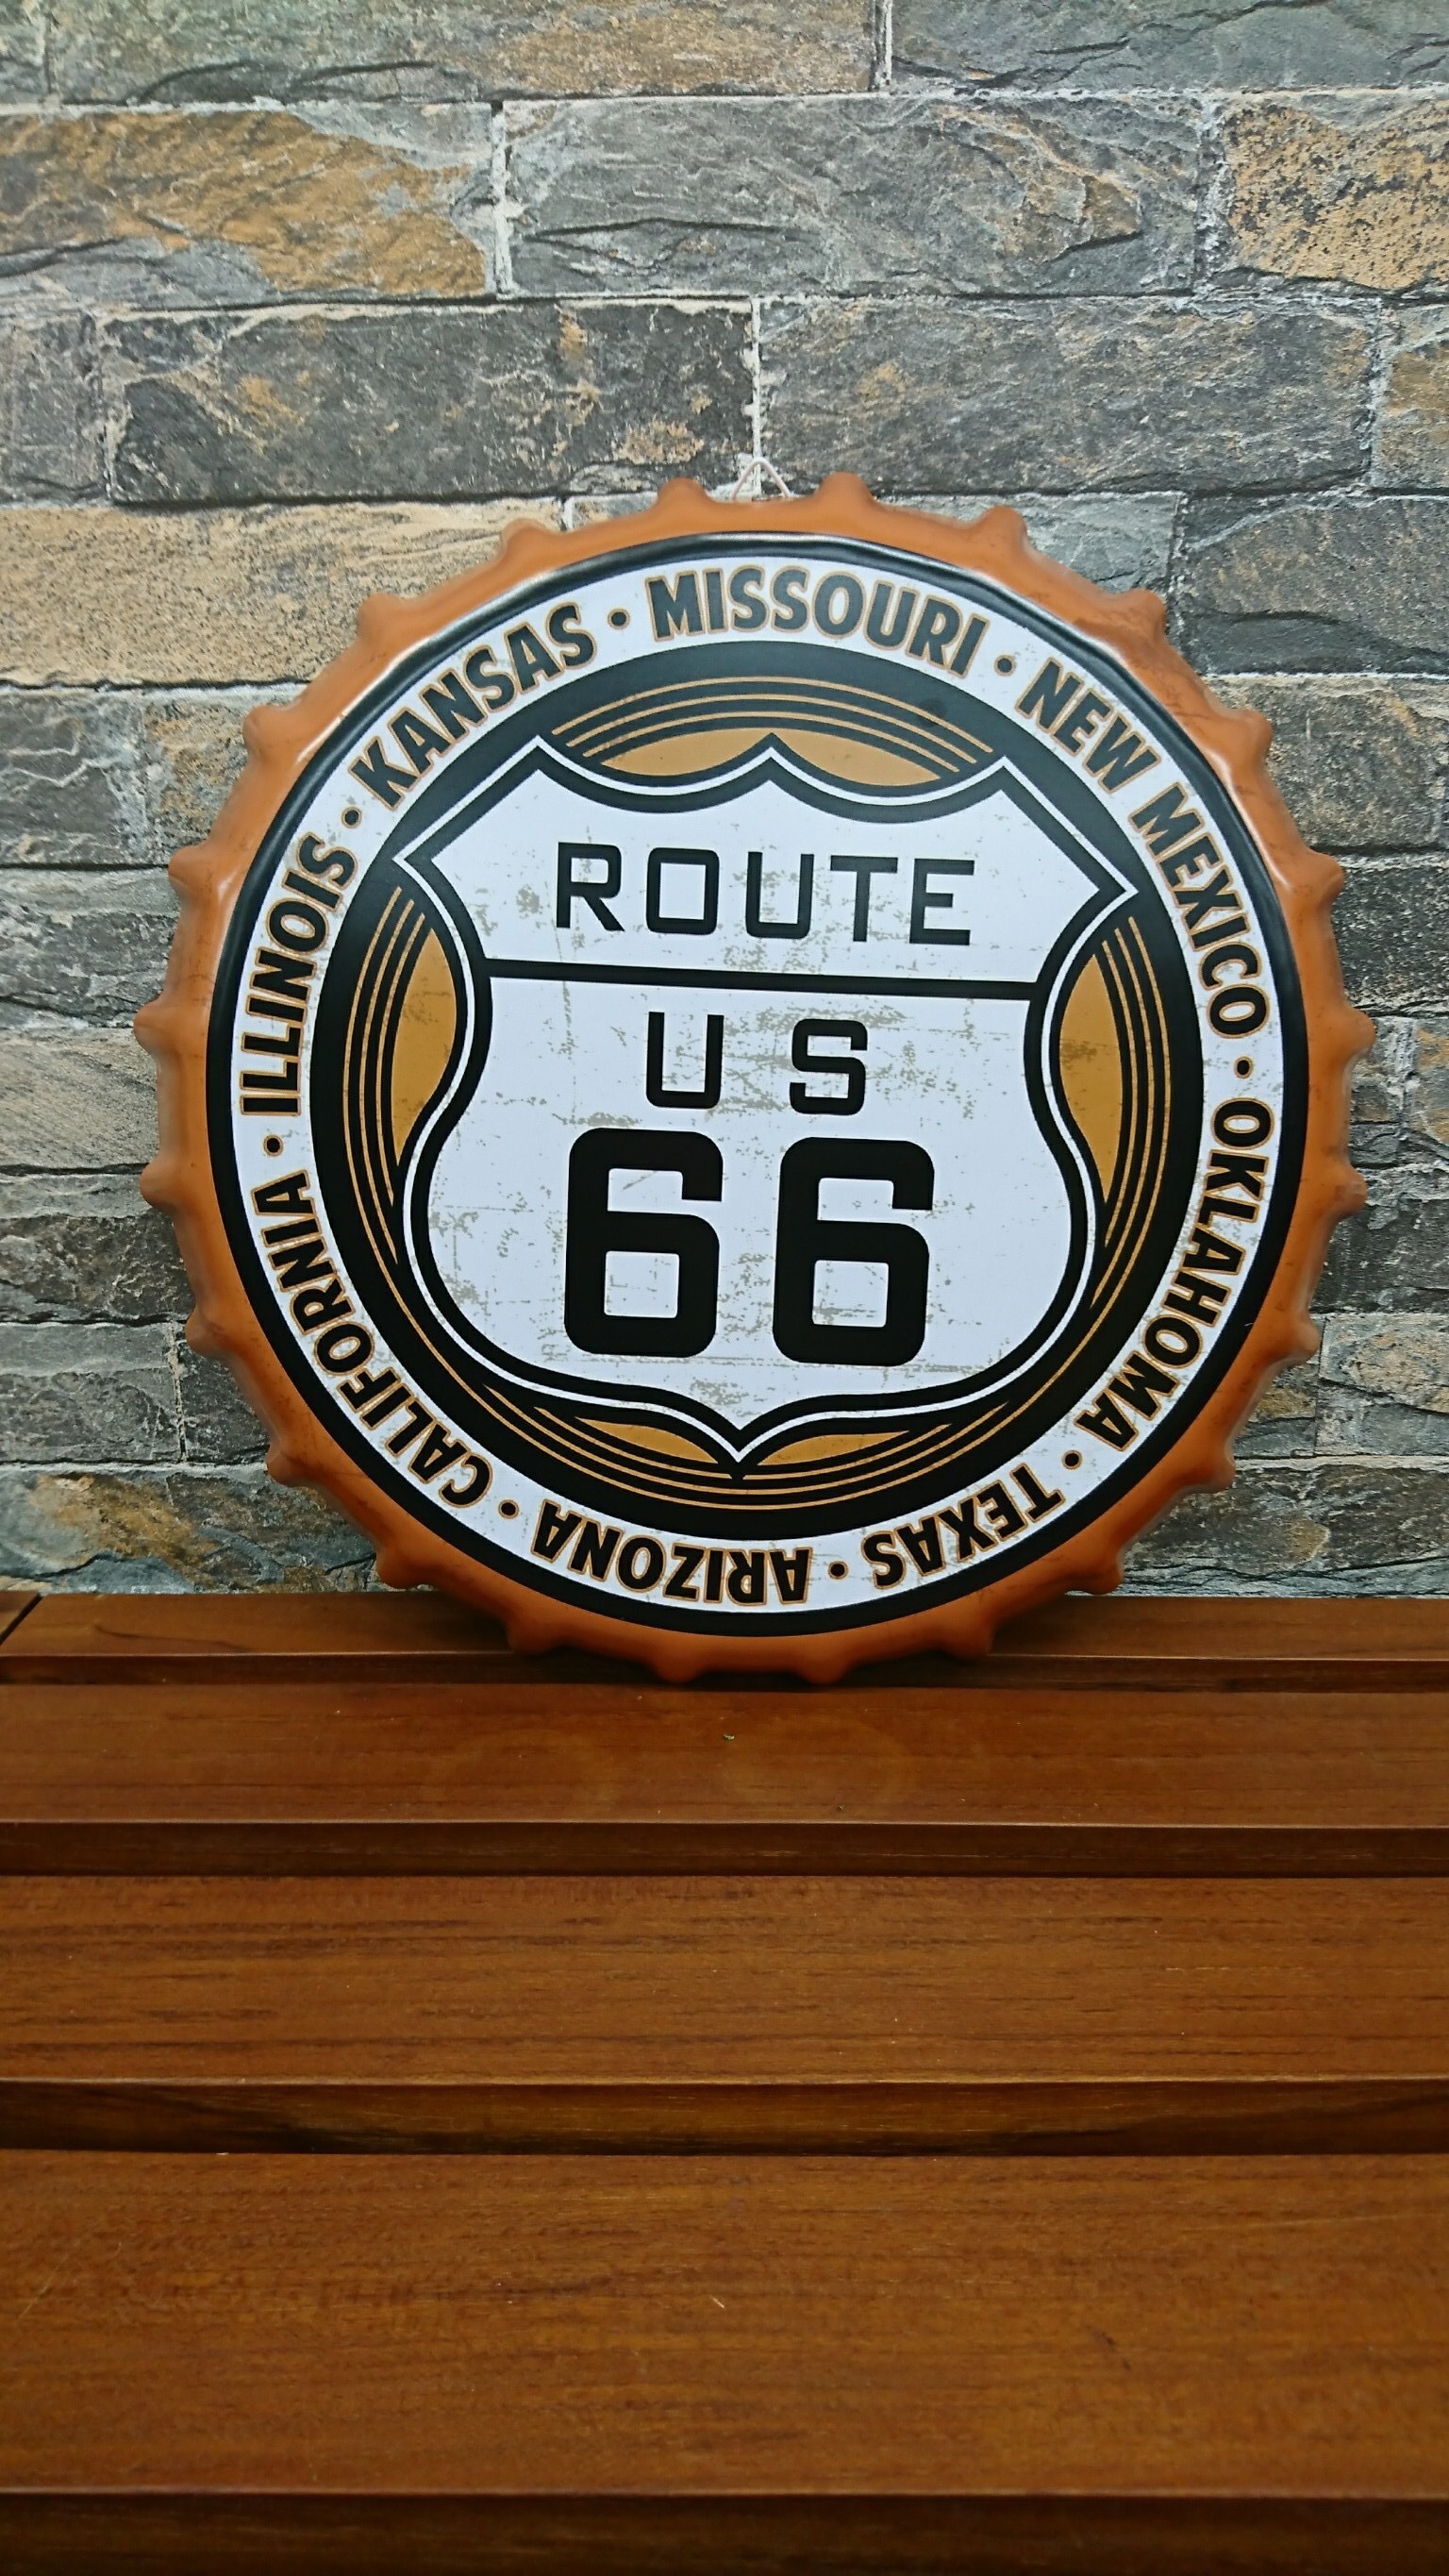 KANSAS • MISSOURI • NEW MEXICO • OKLAHOMA • TEXAS • ARIZONA • CALIFORNIA • ILLINOIS •
ROUTE
US
66